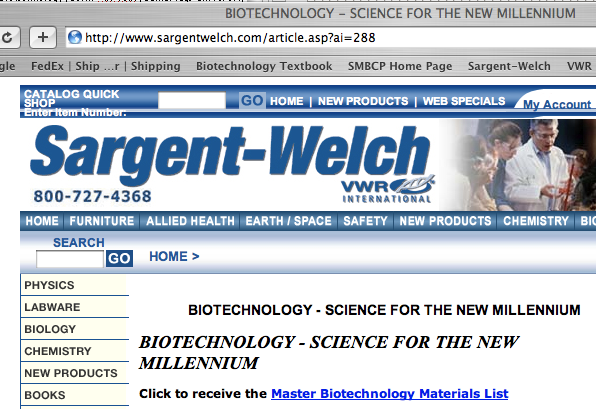 BIOTECHNOLOGY – SCIENCE FOR THE NEW MILLENNIUM
http://www.sargentwelch.com/article.asp?ai=288
gle FedEx | Ship ...r | Shipping Biotechnology Textbook SMBCP Home Page Sargent-Welch VWR
CATALOG QUICK
SHOP
Enter Item Number:
GO HOME | NEW PRODUCTS | WEB SPECIALS
My Account
Sargent-Welch
VWR
INTERNATIONAL
800-727-4368
HOME FURNITURE ALLIED HEALTH EARTH / SPACE SAFETY NEW PRODUCTS CHEMISTRY
SEARCH
GO
HOME >
PHYSICS
LABWARE
BIOLOGY
CHEMISTRY
NEW PRODUCTS
BOOKS
BIOTECHNOLOGY - SCIENCE FOR THE NEW MILLENNIUM
BIOTECHNOLOGY - SCIENCE FOR THE NEW
MILLENNIUM
Click to receive the Master Biotechnology Materials List